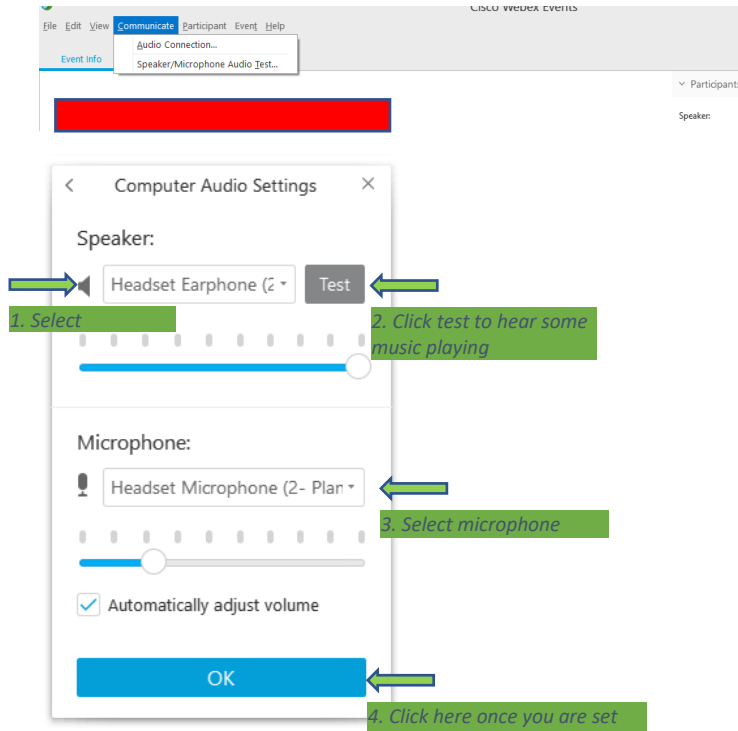 Cisco Webex Events
File Edit View Communicate Participant Event Help
Audio Connection...
Event Info
Speaker/Microphone Audio Test...
Participants
Speaker:
Computer Audio Settings
Speaker:
Headset Earphone (2
Test
1. Select
2. Click test to hear some
music playing
Microphone:
Headset Microphone (2- Plan
3. Select microphone
Automatically adjust volume
OK
4. Click here once you are set